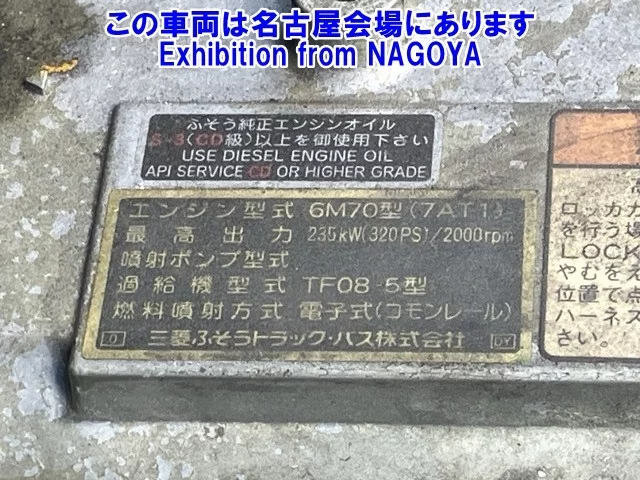 この車両は名古屋会場にあります
Exhibition from NAGOYA
ふそう純正エンジンオイル
S-3(CD級)以上を御使用下さい
USE DIESEL ENGINE OIL
API SERVICE CD OR HIGHER GRADE
エンジン型式 6M70型(7AT1)
最高出力 235kW(320PS)/2000rpm
噴射ポンプ型式
過給機型式 TF08-5型
燃料噴射方式 電子式(コモンレール)
D 三菱ふそうトラック・バス株式会社 DY
ロッカカ
を行う場
LOCK
やむをえ
位置で点
ハーネス
さい。